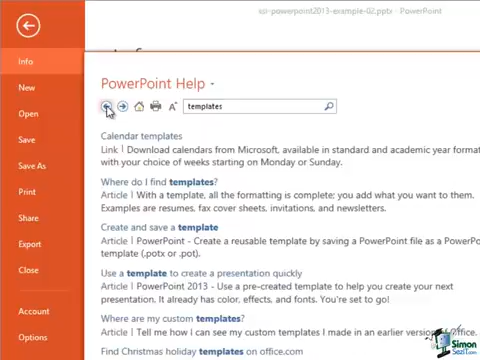 xsi-powerpoint2013-example-02.pptx - PowerPoint
Info
New
Open
Save
Save As
Print
Share
Export
Close
Account
Options
PowerPoint Help
templates
Calendar templates
Link | Download calendars from Microsoft, available in standard and academic year format
with your choice of weeks starting on Monday or Sunday.
Where do I find templates?
Article | With a template, all the formatting is complete; you add what you want to them.
Examples are resumes, fax cover sheets, invitations, and newsletters.
Create and save a template
Article | PowerPoint - Create a reusable template by saving a PowerPoint file as a PowerPoint
template (.potx or .pot).
Use a template to create a presentation quickly
Article | PowerPoint 2013 - Use a pre-created template to help you create your next
presentation. It already has color, effects, and fonts. You're set to go!
Where are my custom templates?
Article | Tell me how I can see my custom templates I made in an earlier version of Office.
Find Christmas holiday templates on office.com
Simon
Sez iT.com